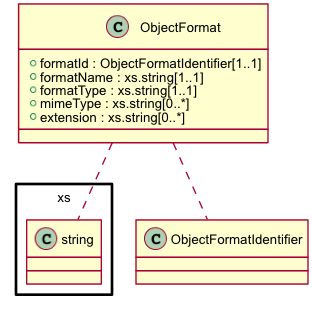 C ObjectFormat
formatId : ObjectFormatIdentifier[1..1]
formatName : xs.string[1..1]
formatType : xs.string[1..1]
mimeType : xs.string[0..*]
extension : xs.string[0..*]
xs
C string
C ObjectFormatIdentifier